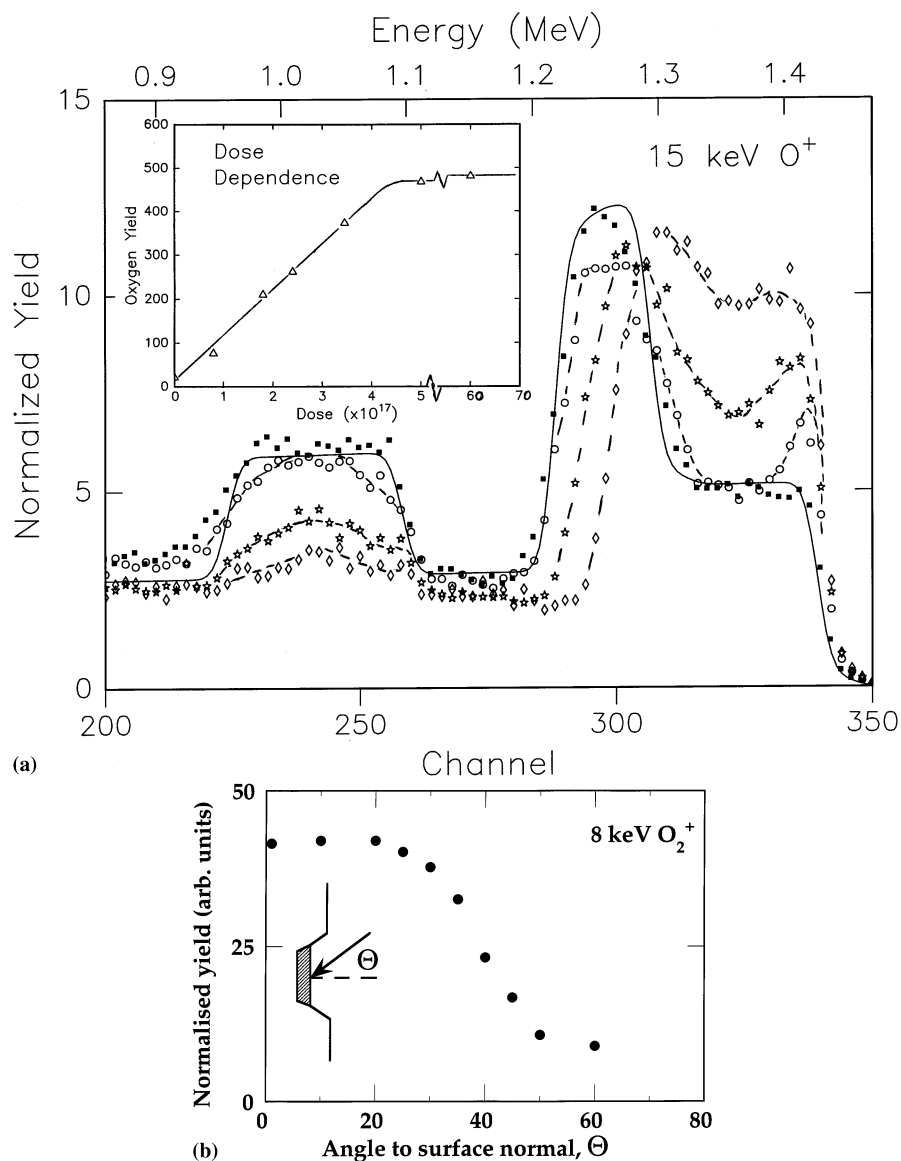 Energy (MeV)
0.9 1.0 1.1 1.2 1.3 1.4
15
10
5
0
Normalized Yield
15 keV O⁺
600
500
400
300
200
100
0
Oxygen Yield
Dose
Dependence
0 1 2 3 4 5 60 70
Dose (x10¹⁷)
200 250 300 350
(a)
Channel
50
25
0
Normalised yield (arb. units)
8 keV O₂⁺
Θ
0 20 40 60 80
(b)
Angle to surface normal, Θ